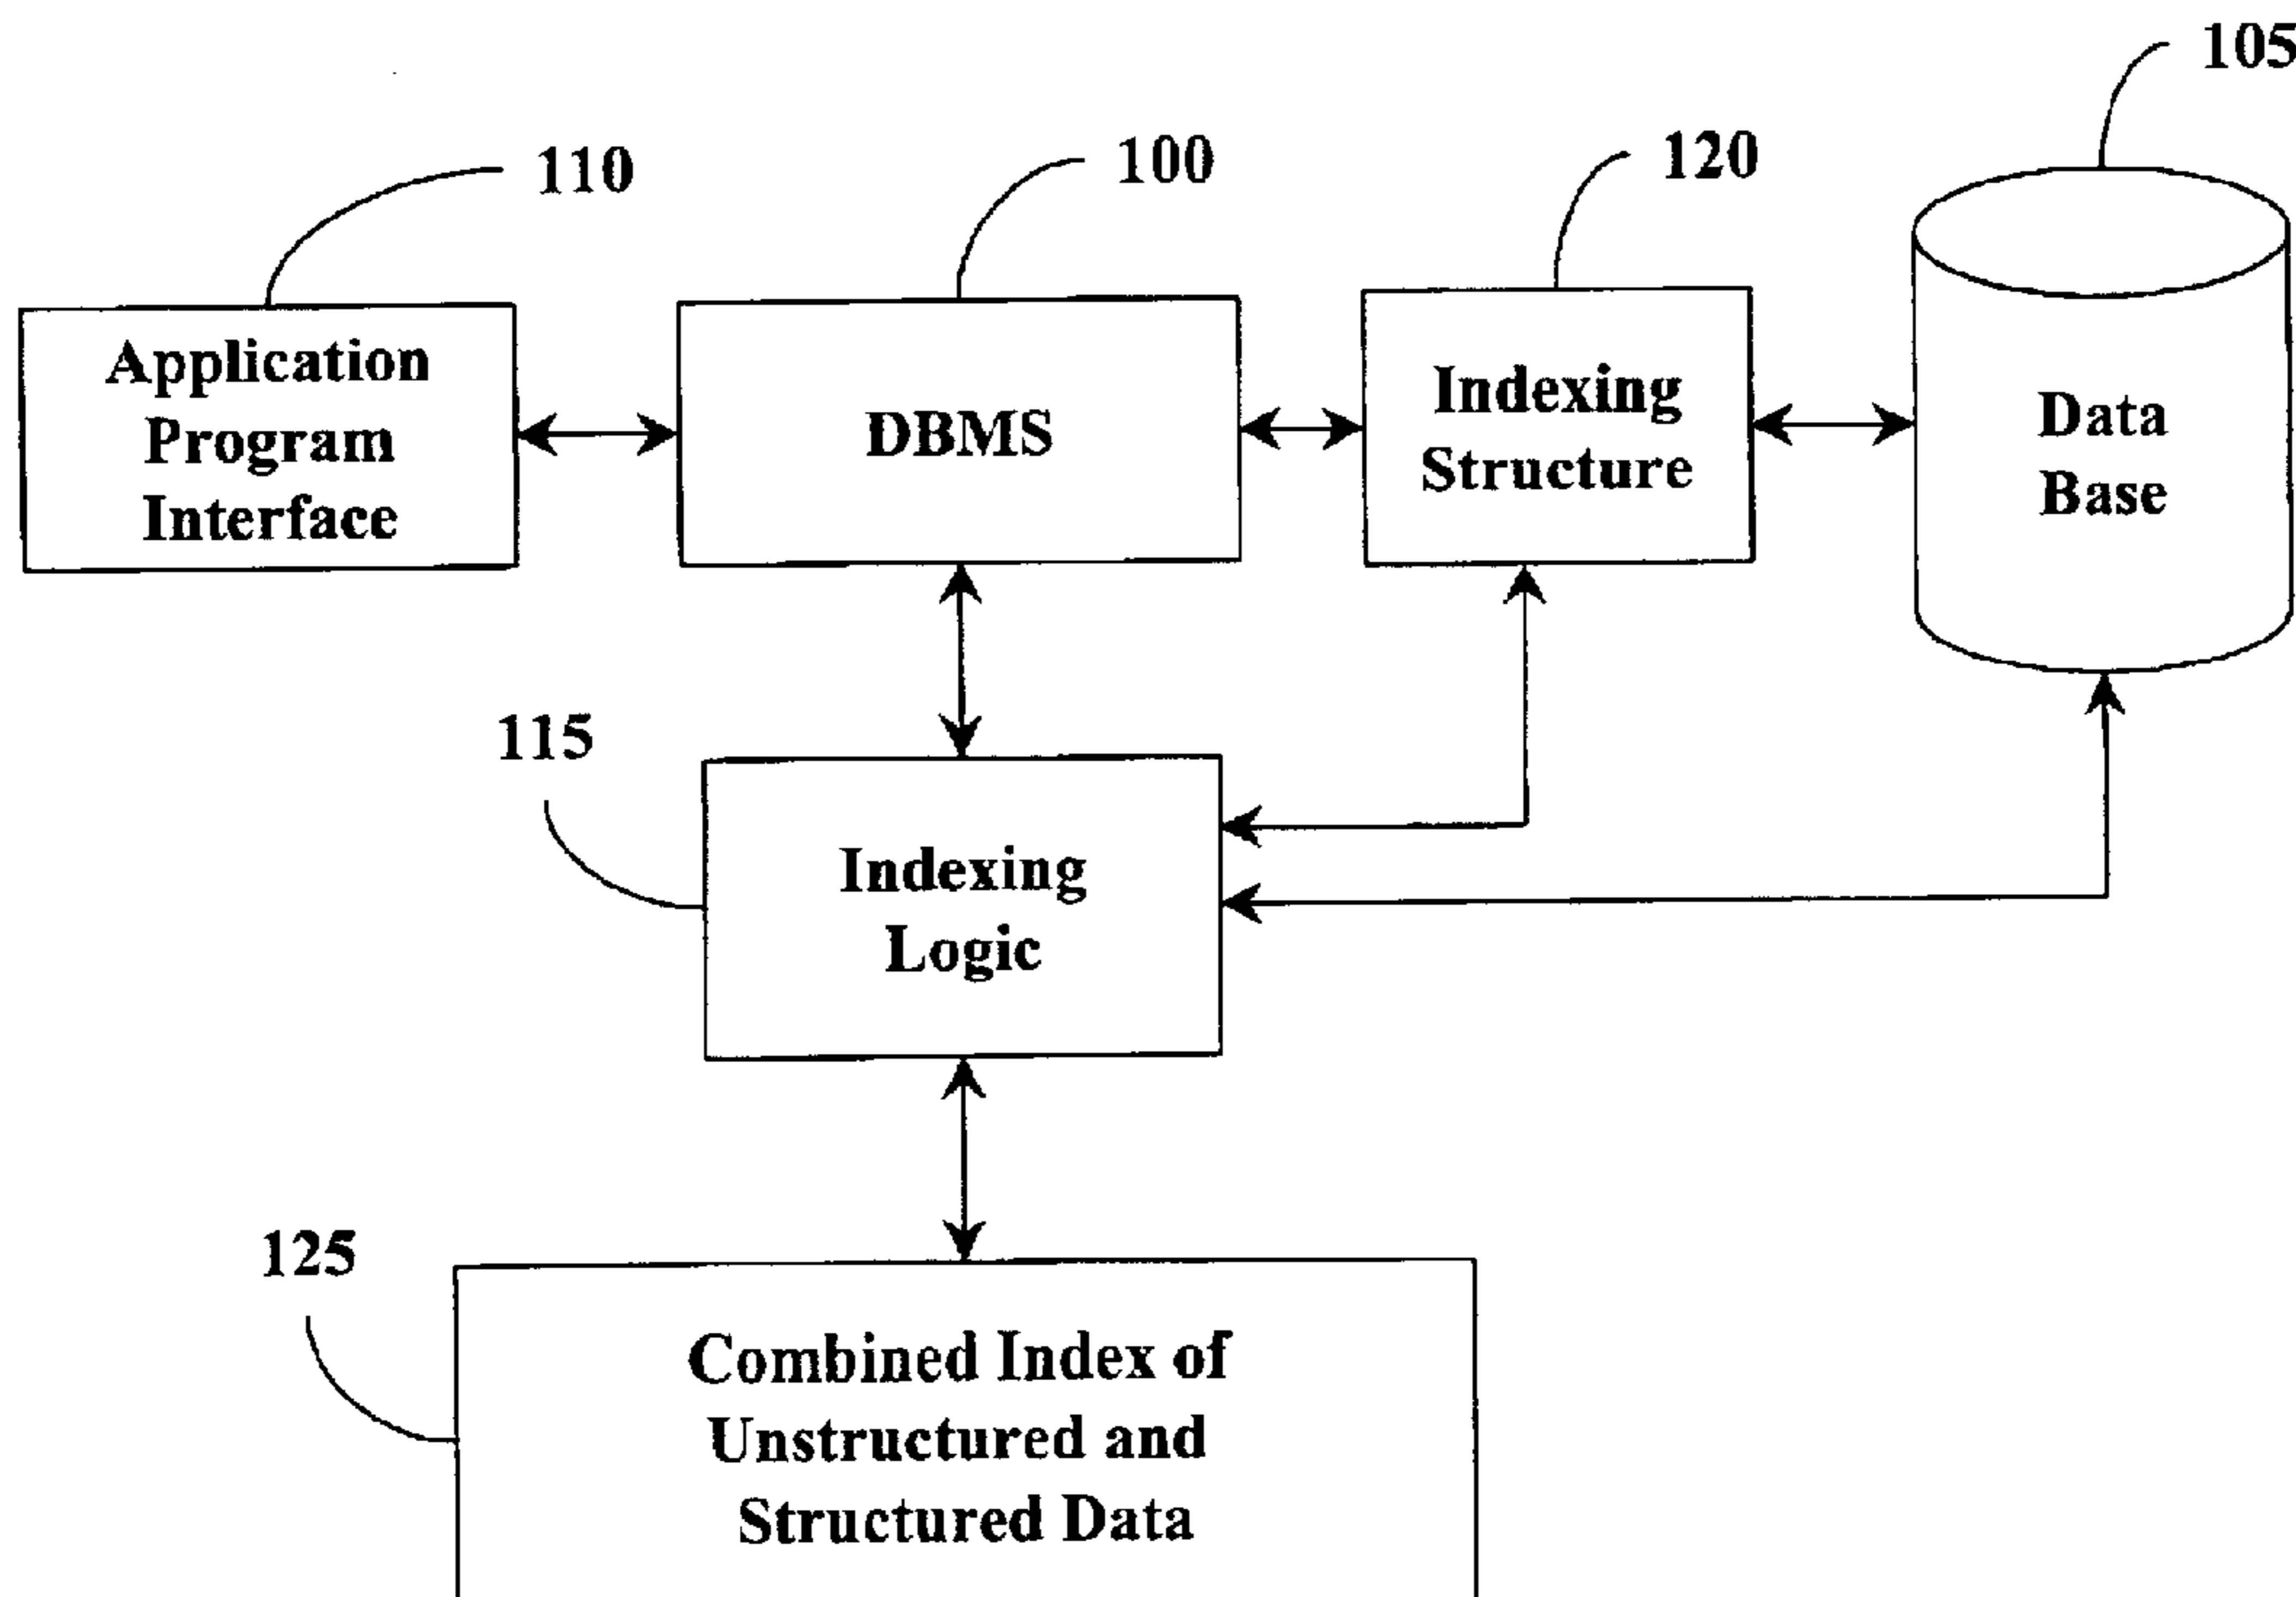 105
110
100
120
Application
Program
Interface
DBMS
Indexing
Structure
Data
Base
115
Indexing
Logic
125
Combined Index of
Unstructured and
Structured Data